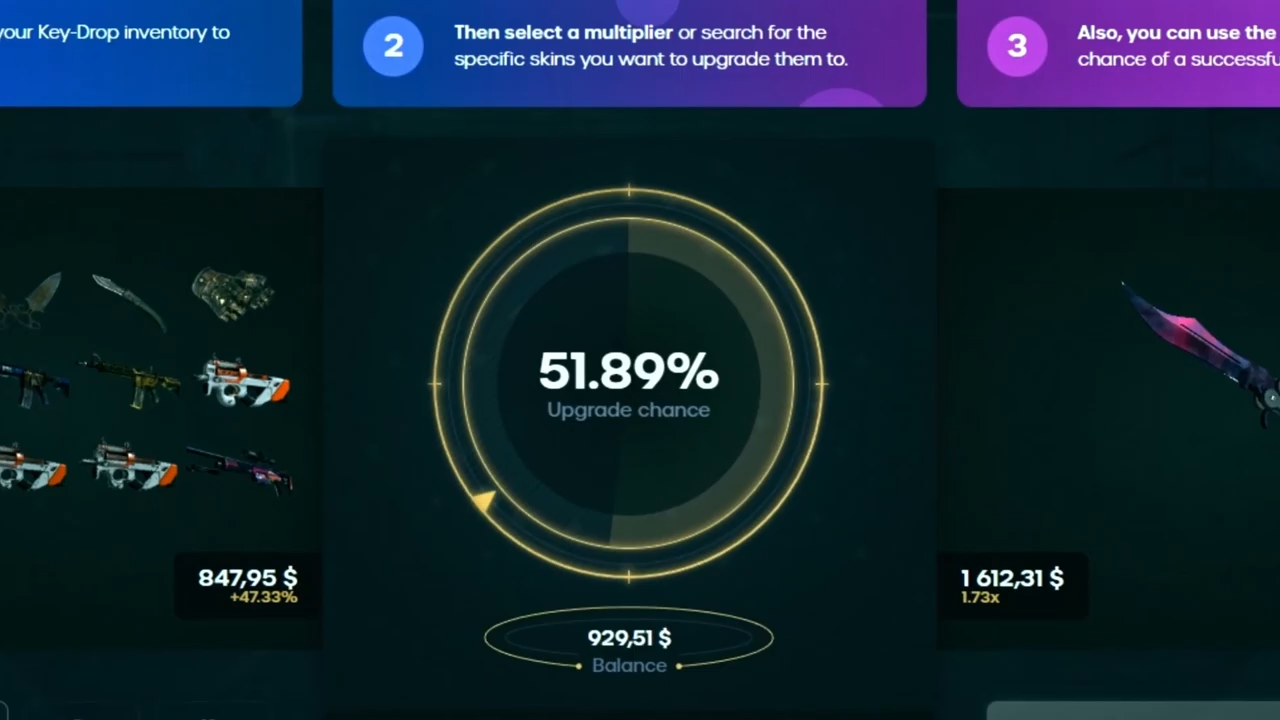 your Key-Drop inventory to
2
Then select a multiplier or search for the
specific skins you want to upgrade them to.
3
Also, you can use the
chance of a successfu
51.89%
Upgrade chance
847,95 $
+47.33%
1 612,31 $
1.73x
929,51 $
Balance